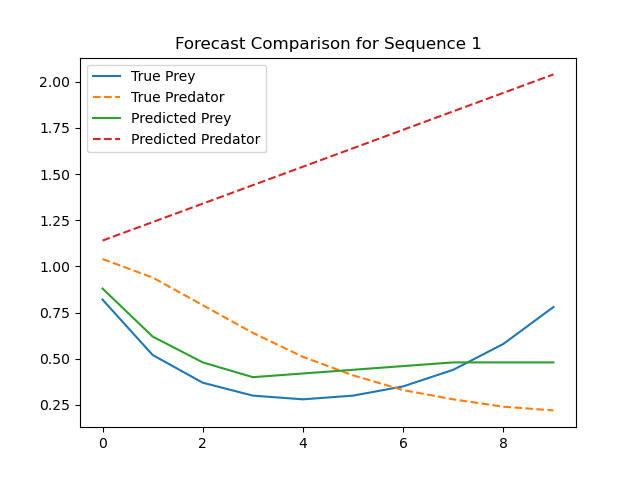 Forecast Comparison for Sequence 1
True Prey
True Predator
Predicted Prey
Predicted Predator
2.00
1.75
1.50
1.25
1.00
0.75
0.50
0.25
0 2 4 6 8